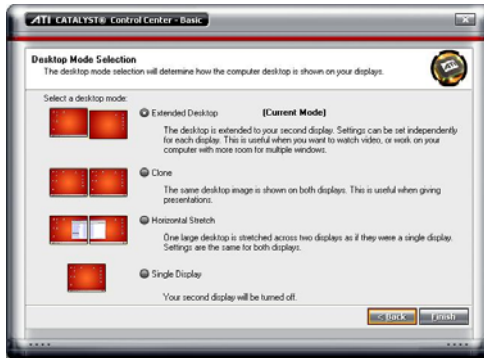 ATI CATALYST® Control Center - Basic
Desktop Mode Selection
The desktop mode selection will determine how the computer desktop is shown on your displays.
ATI
Select a desktop mode:
Extended Desktop [Current Mode]
The desktop is extended to your second display. Settings can be set independently
for each display. This is useful when you want to watch video, or work on your
computer with more room for multiple windows.
Clone
The same desktop image is shown on both displays. This is useful when giving
presentations.
Horizontal Stretch
One large desktop is stretched across two displays as if they were a single display.
Settings are the same for both displays.
Single Display
Your second display will be turned off.
< Back Finish